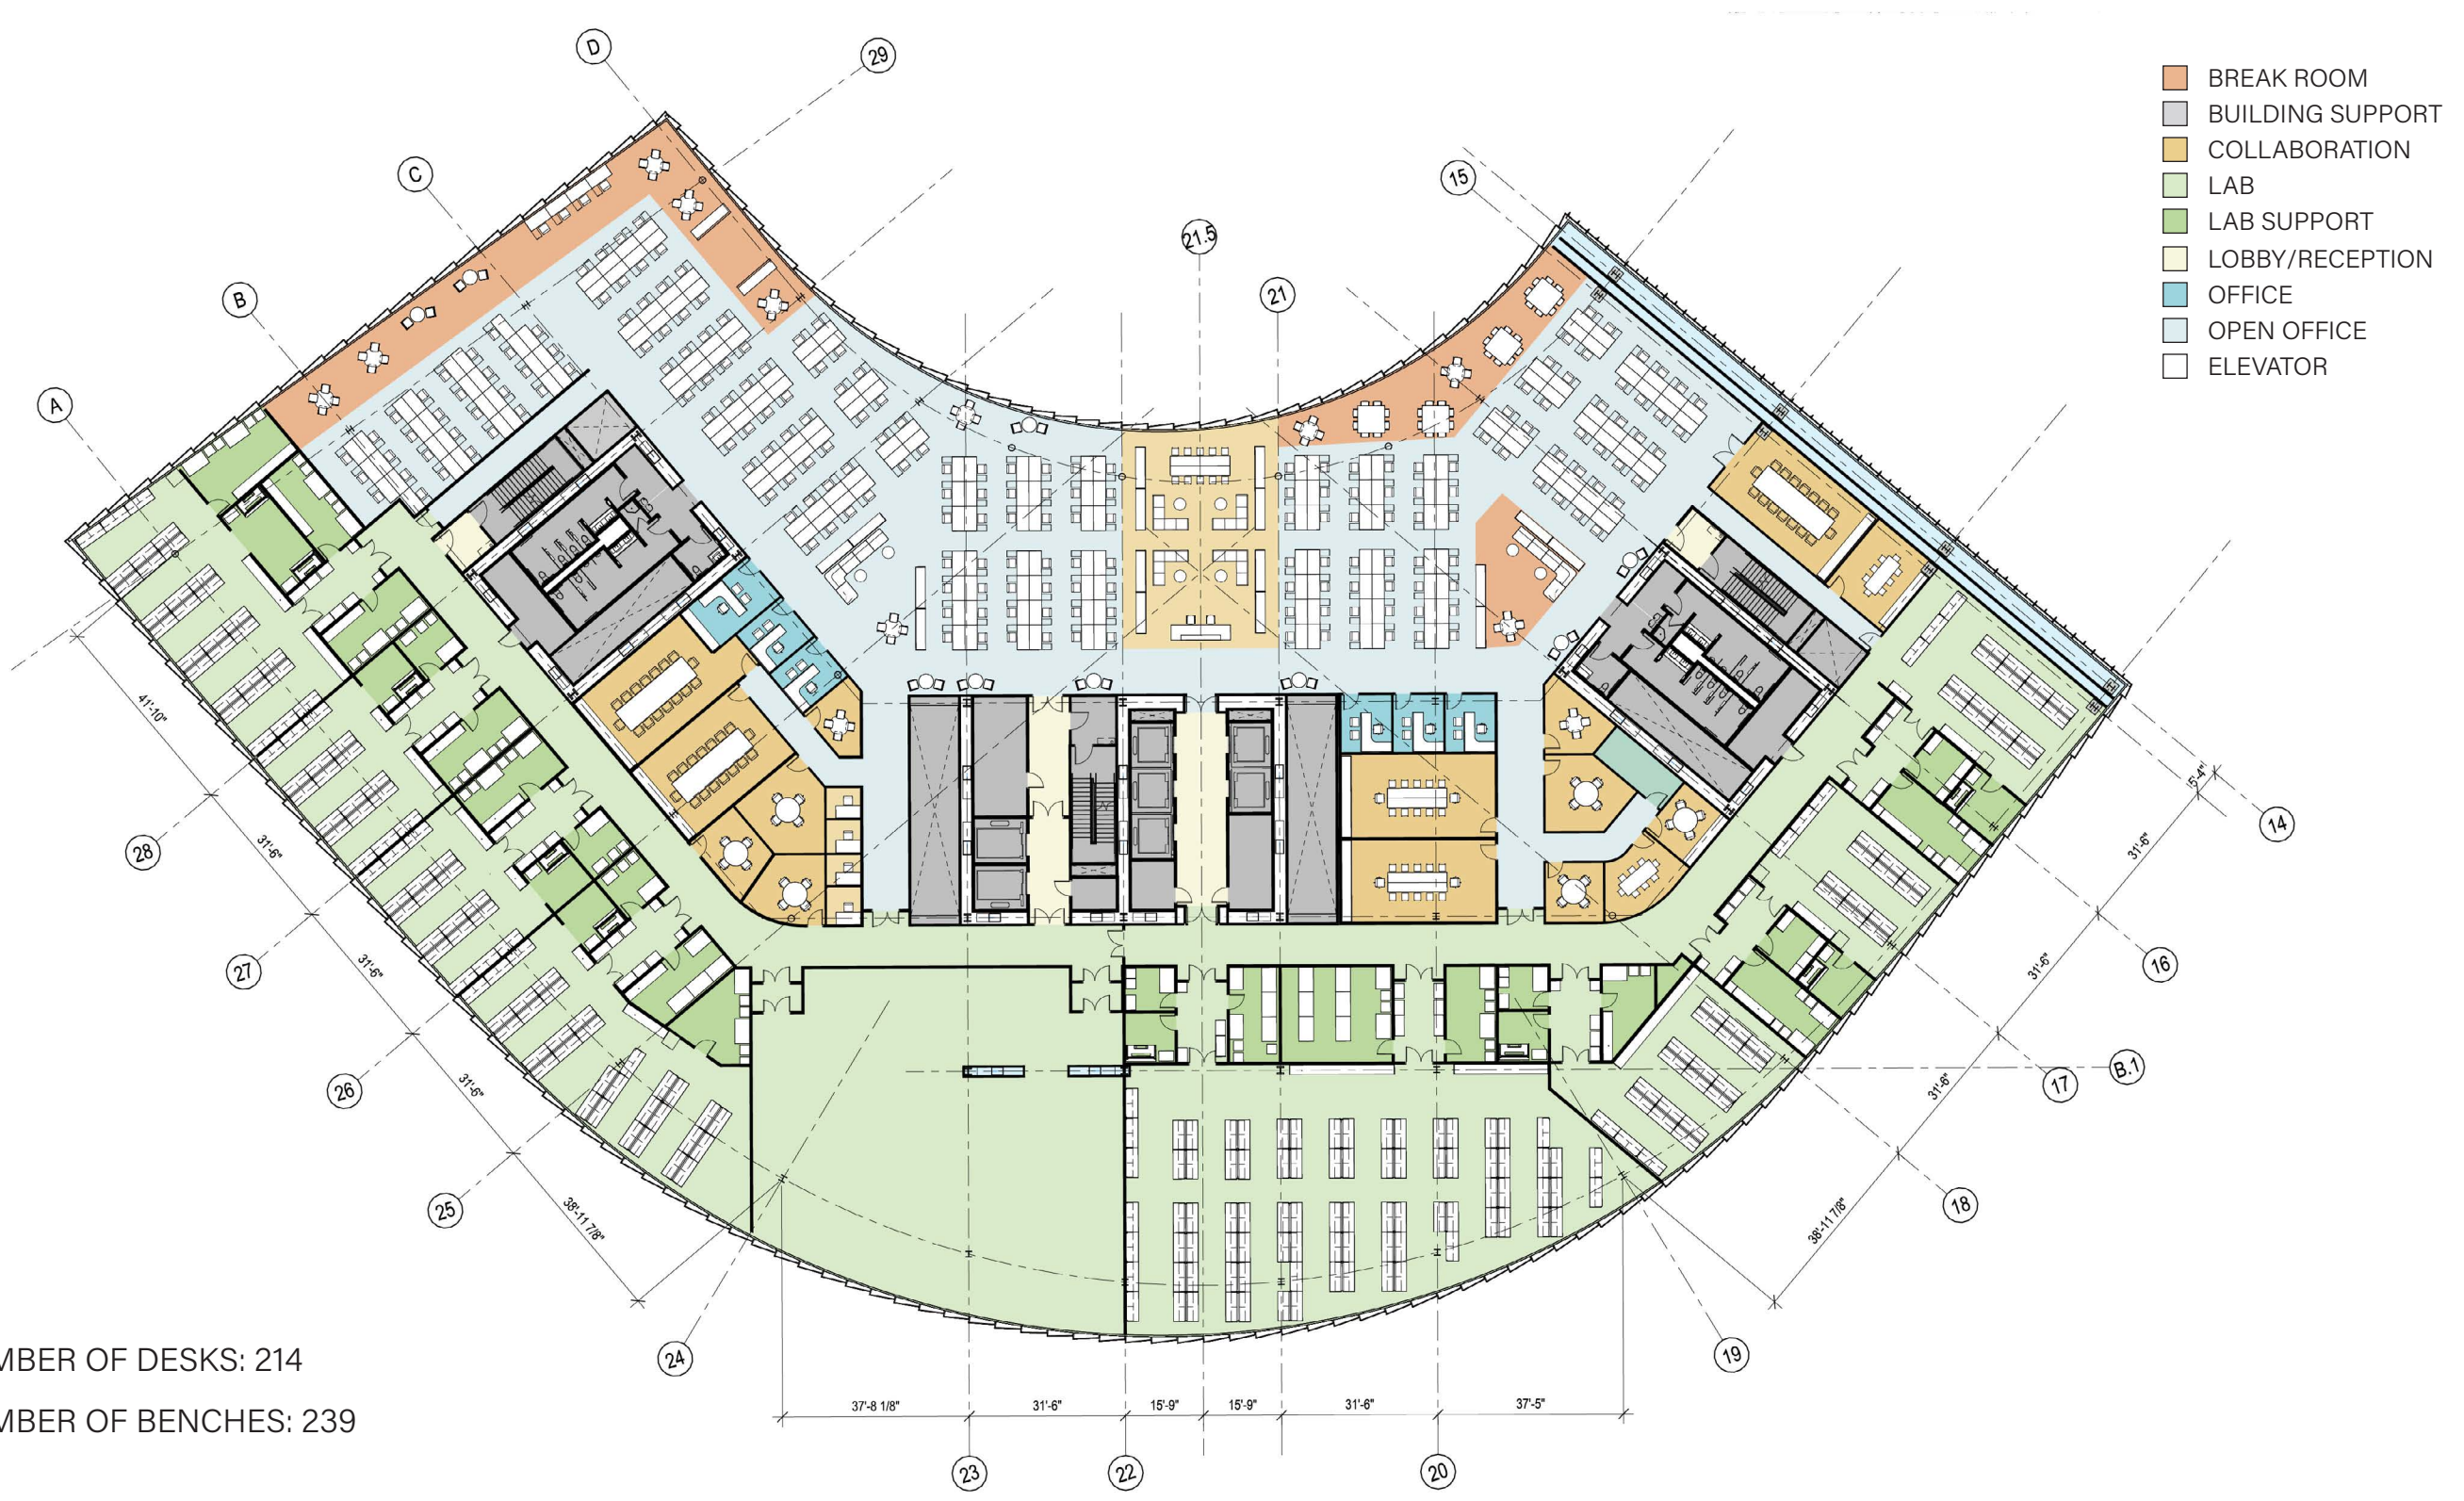 D
29
C
15
21.5
B
21
A
BREAK ROOM
BUILDING SUPPORT
COLLABORATION
LAB
LAB SUPPORT
LOBBY/RECEPTION
OFFICE
OPEN OFFICE
ELEVATOR
41'-10"
28
31'-6"
27
31'-6"
26
31'-6"
25
38'-11 7/8"
24
5'-4"
14
31'-6"
16
31'-6"
17
B.1
31'-6"
18
38'-11 7/8"
19
MBER OF DESKS: 214
MBER OF BENCHES: 239
37'-8 1/8"
31'-6"
15'-9"
15'-9"
31'-6"
37'-5"
23
22
20